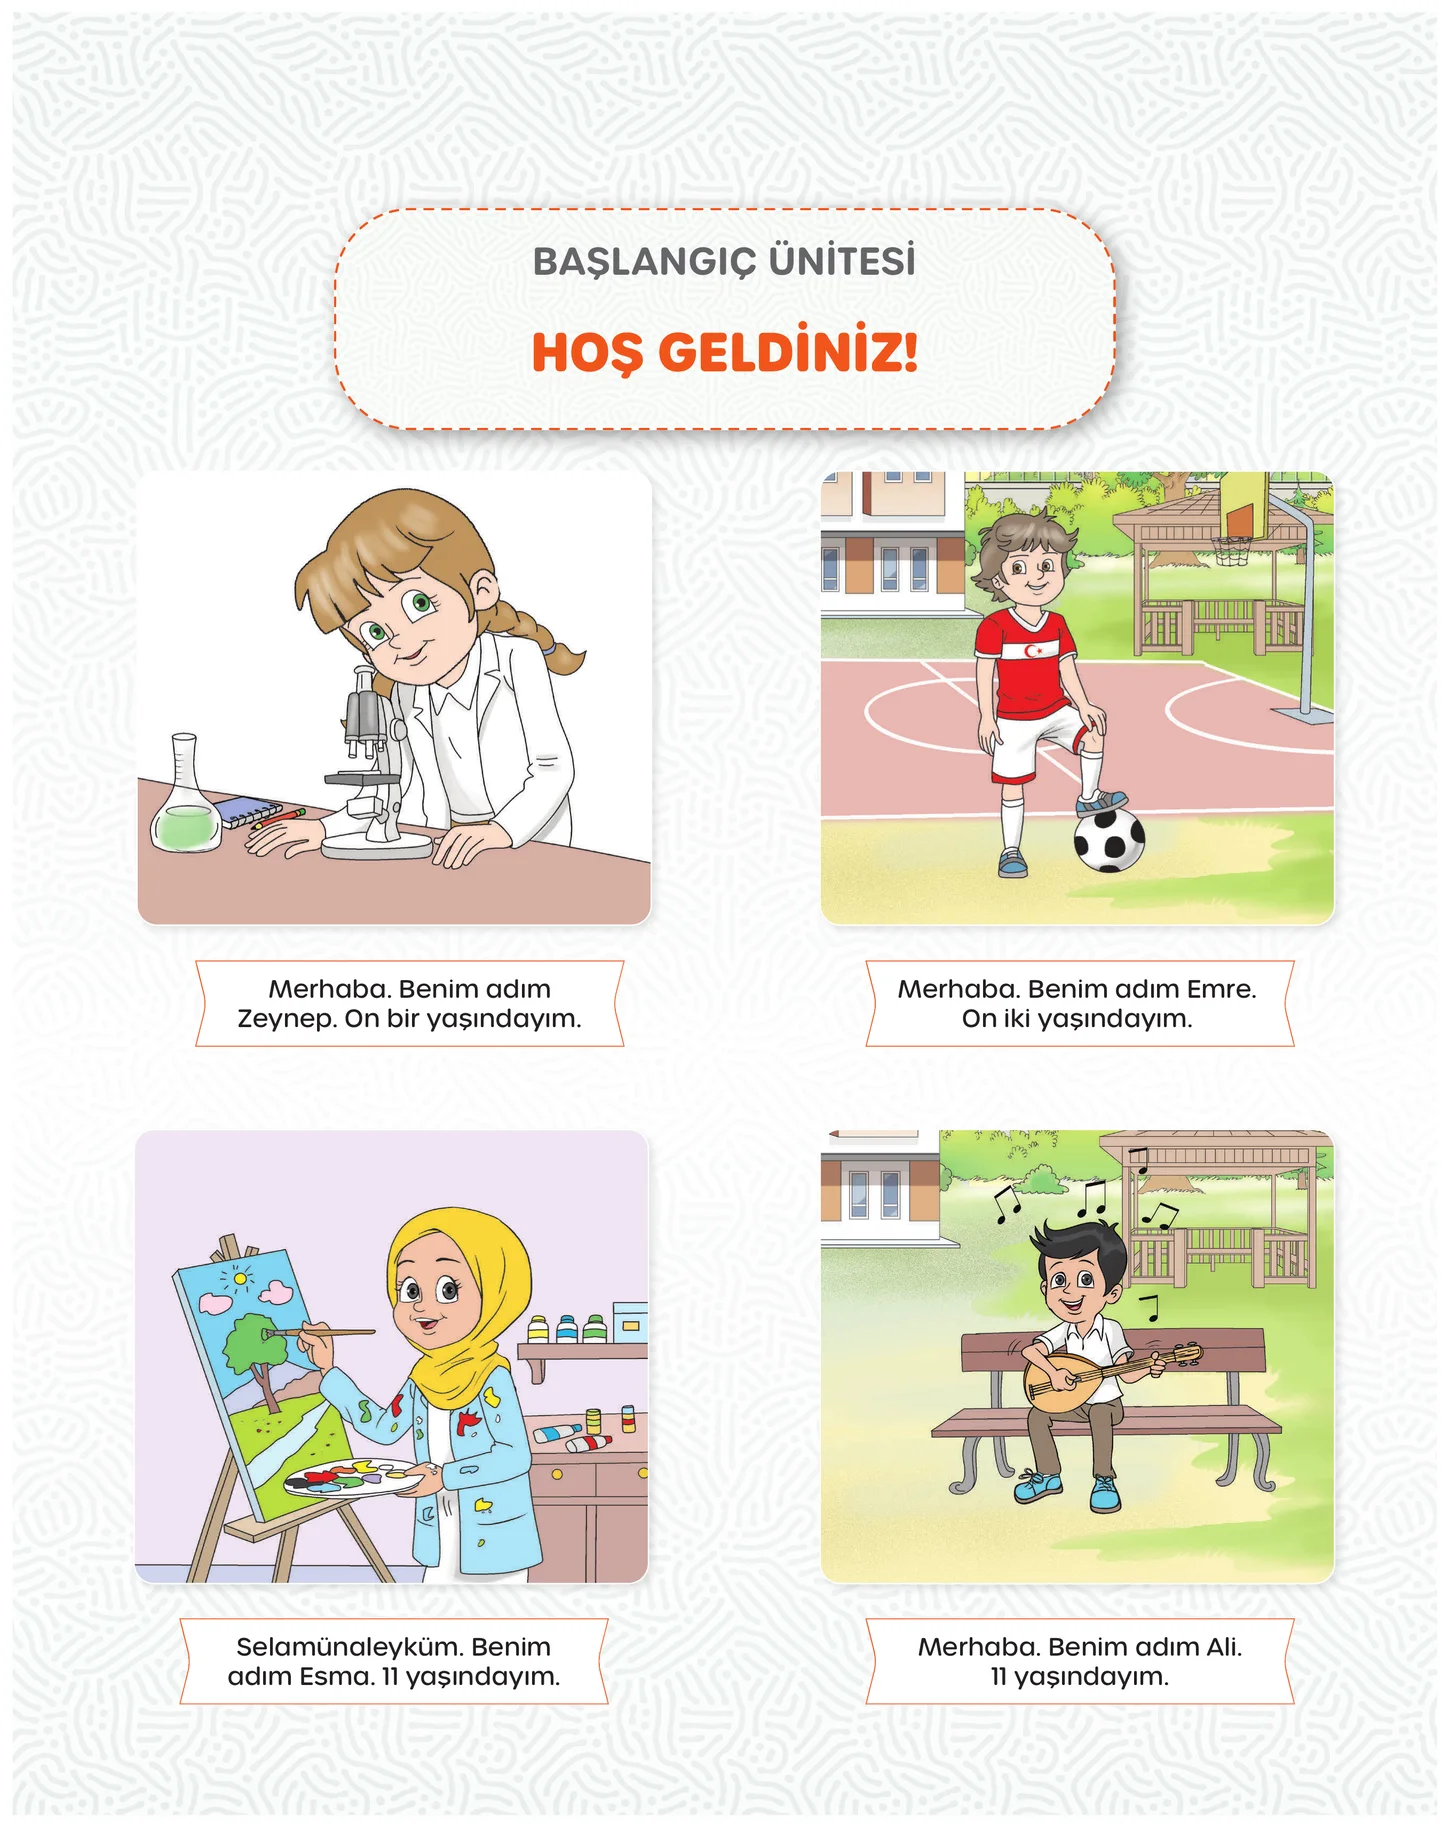 BAŞLANGIÇ ÜNİTESİ
HOŞ GELDİNİZ!
Merhaba. Benim adım
Zeynep. On bir yaşındayım.
Merhaba. Benim adım Emre.
On iki yaşındayım.
Selamünaleyküm. Benim
adım Esma. 11 yaşındayım.
Merhaba. Benim adım Ali.
11 yaşındayım.